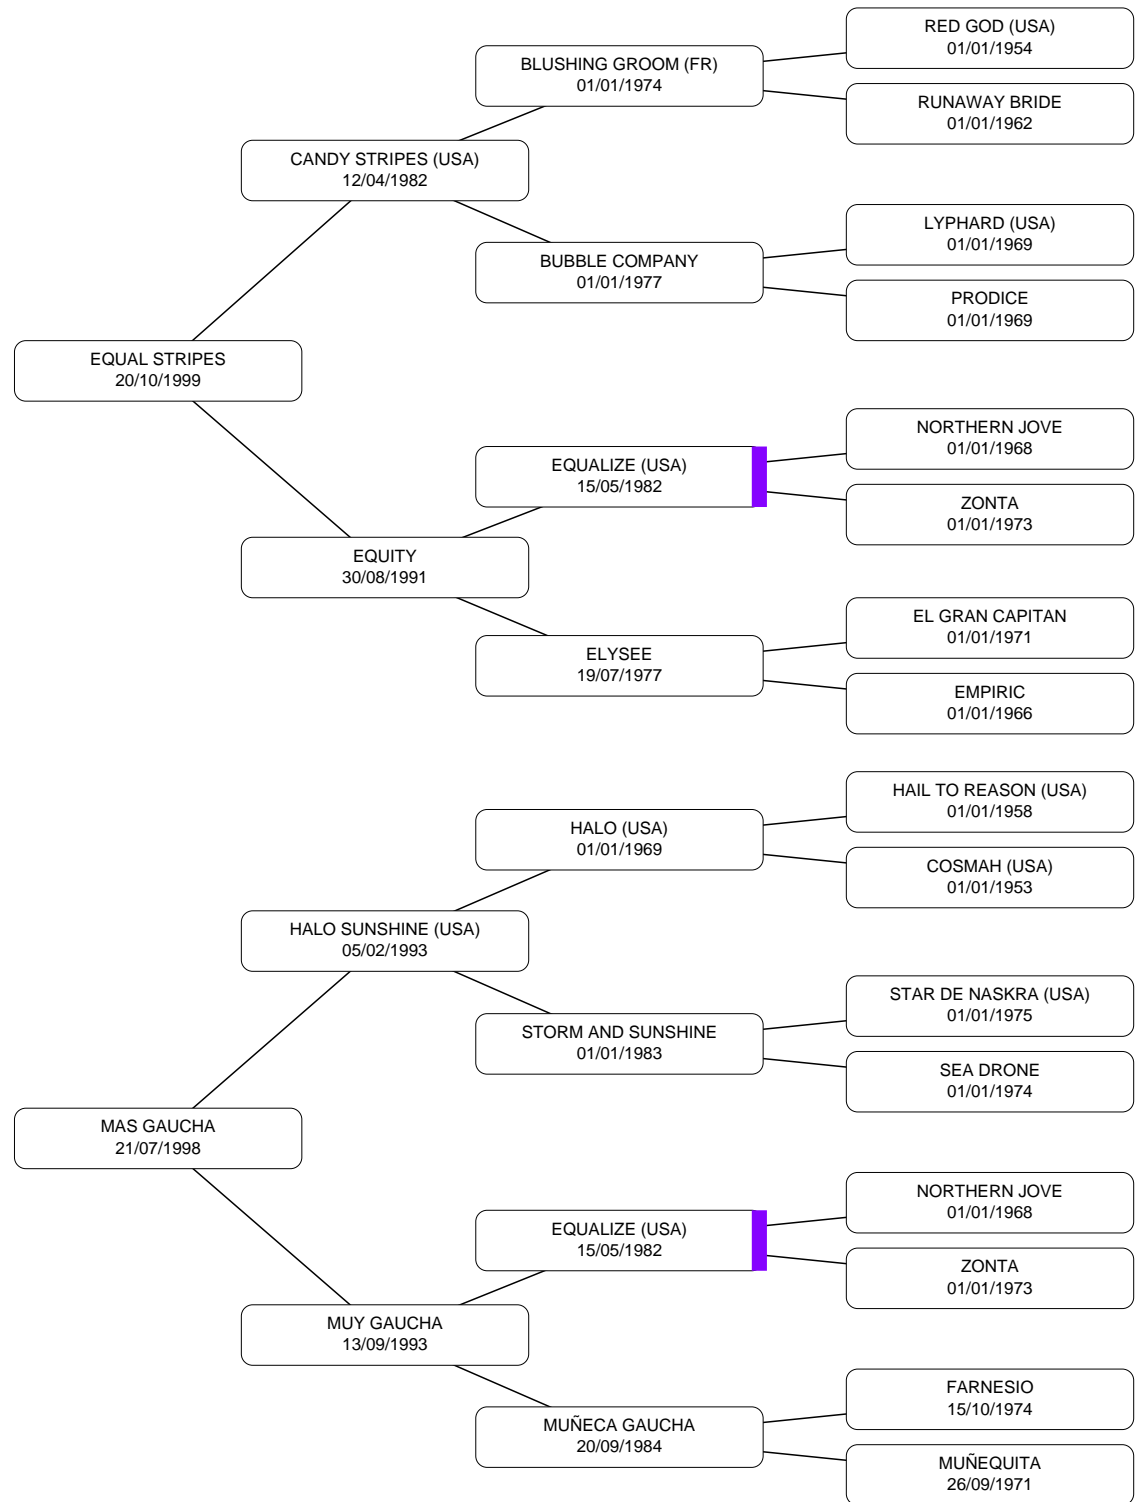 RED GOD (USA)
01/01/1954
BLUSHING GROOM (FR)
01/01/1974
RUNAWAY BRIDE
01/01/1962
CANDY STRIPES (USA)
12/04/1982
LYPHARD (USA)
01/01/1969
BUBBLE COMPANY
01/01/1977
PRODICE
01/01/1969
EQUAL STRIPES
20/10/1999
NORTHERN JOVE
01/01/1968
EQUALIZE (USA)
15/05/1982
ZONTA
01/01/1973
EQUITY
30/08/1991
EL GRAN CAPITAN
01/01/1971
ELYSEE
19/07/1977
EMPIRIC
01/01/1966
HAIL TO REASON (USA)
01/01/1958
HALO (USA)
01/01/1969
COSMAH (USA)
01/01/1953
HALO SUNSHINE (USA)
05/02/1993
STAR DE NASKRA (USA)
01/01/1975
STORM AND SUNSHINE
01/01/1983
SEA DRONE
01/01/1974
MAS GAUCHA
21/07/1998
NORTHERN JOVE
01/01/1968
EQUALIZE (USA)
15/05/1982
ZONTA
01/01/1973
MUY GAUCHA
13/09/1993
FARNESIO
15/10/1974
MUÑECA GAUCHA
20/09/1984
MUÑEQUITA
26/09/1971